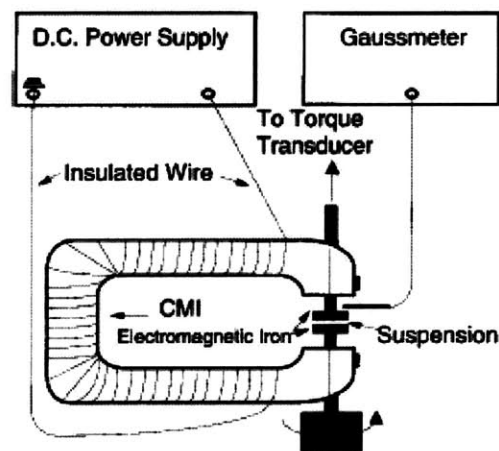 D.C. Power Supply
Gaussmeter
To Torque
Transducer
Insulated Wire
CMI
Electromagnetic Iron
Suspension